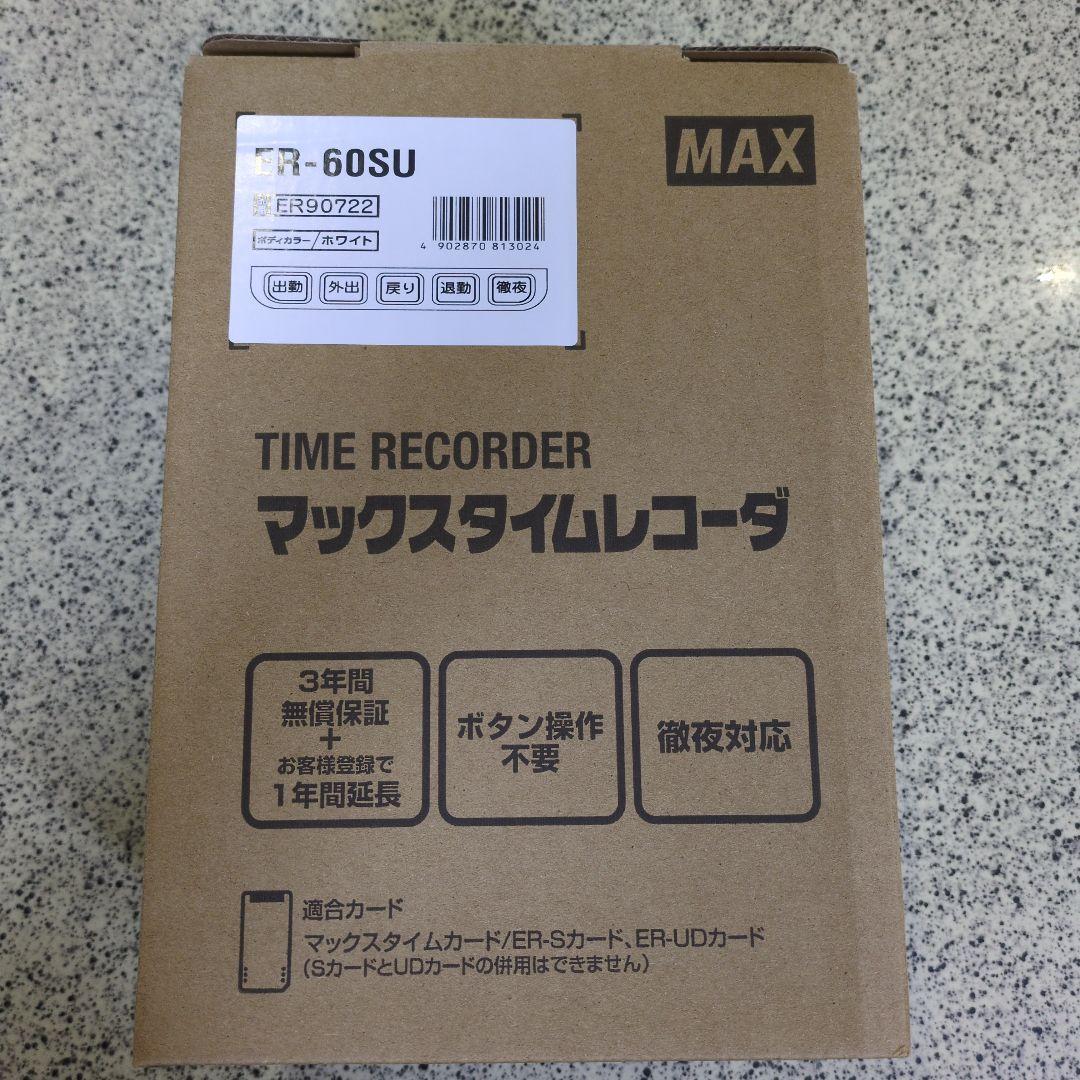 ER-60SU
MAX
ER90722
ボディカラー/ホワイト
4 902870 813024
出勤 外出 戻り 退勤 徹夜
TIME RECORDER
マックスタイムレコーダ
3年間
無償保証
+
お客様登録で
1年間延長
ボタン操作
不要
徹夜対応
適合カード
マックスタイムカード/ER-Sカード、ER-UDカード
(SカードとUDカードの併用はできません)